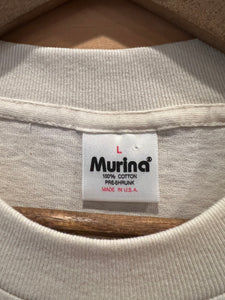 L
Murina®
100% COTTON
PRE-SHRUNK
MADE IN U.S.A.